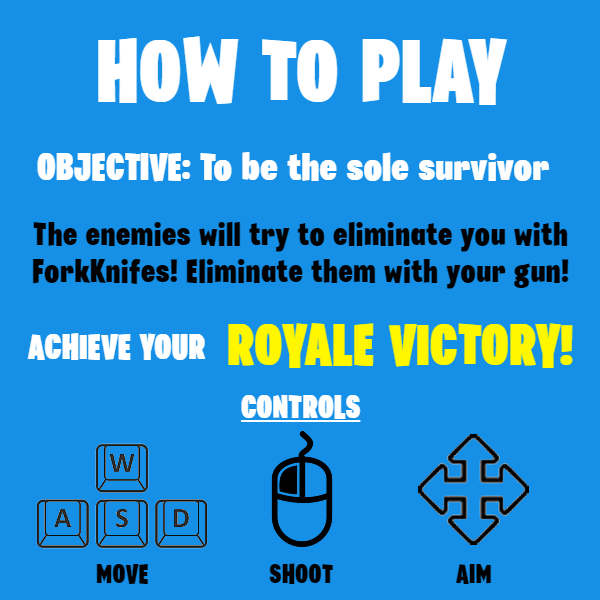 HOW TO PLAY
OBJECTIVE: To be the sole survivor
The enemies will try to eliminate you with
ForkKnifes! Eliminate them with your gun!
ACHIEVE YOUR ROYALE VICTORY!
CONTROLS
W
A S D
MOVE SHOOT AIM